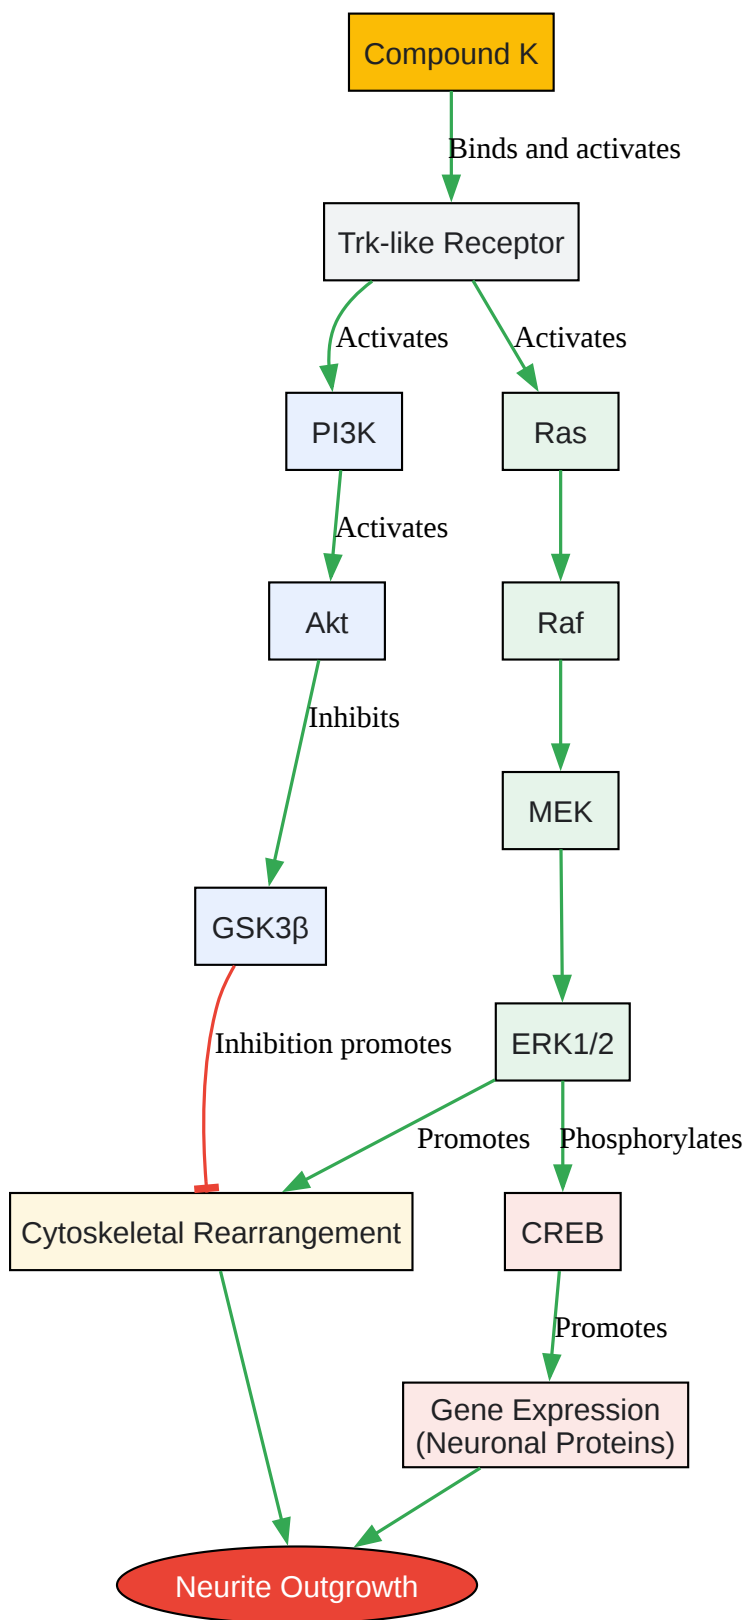 Compound K
Binds and activates
Trk-like Receptor
Activates
Activates
PI3K
Ras
Activates
Akt
Raf
Inhibits
MEK
GSK3β
ERK1/2
Inhibition promotes
Promotes
Phosphorylates
Cytoskeletal Rearrangement
CREB
Promotes
Gene Expression
(Neuronal Proteins)
Neurite Outgrowth